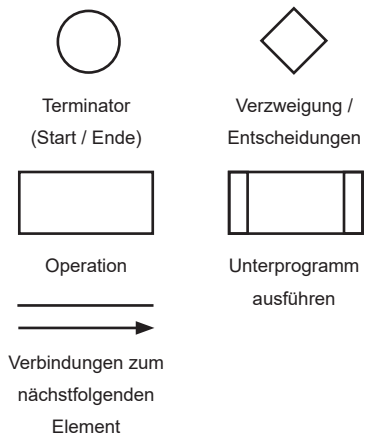 Terminator
(Start / Ende)
Verzweigung /
Entscheidungen
Operation
Unterprogramm
ausführen
Verbindungen zum
nächstfolgenden
Element